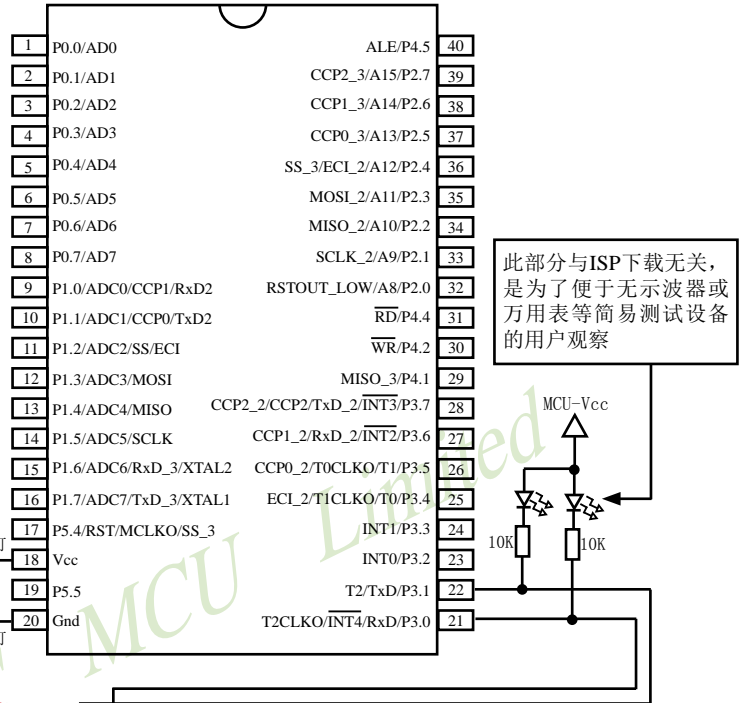 1 P0.0/AD0 ALE/P4.5 40
2 P0.1/AD1 CCP2_3/A15/P2.7 39
3 P0.2/AD2 CCP1_3/A14/P2.6 38
4 P0.3/AD3 CCP0_3/A13/P2.5 37
5 P0.4/AD4 SS_3/ECI_2/A12/P2.4 36
6 P0.5/AD5 MOSI_2/A11/P2.3 35
7 P0.6/AD6 MISO_2/A10/P2.2 34
8 P0.7/AD7 SCLK_2/A9/P2.1 33
9 P1.0/ADC0/CCP1/RxD2 RSTOUT_LOW/A8/P2.0 32
10 P1.1/ADC1/CCP0/TxD2 RD/P4.4 31
11 P1.2/ADC2/SS/ECI WR/P4.2 30
12 P1.3/ADC3/MOSI MISO_3/P4.1 29
13 P1.4/ADC4/MISO CCP2_2/CCP2/TxD_2/INT3/P3.7 28
14 P1.5/ADC5/SCLK CCP1_2/RxD_2/INT2/P3.6 27
15 P1.6/ADC6/RxD_3/XTAL2 CCP0_2/T0CLKO/T1/P3.5 26
16 P1.7/ADC7/TxD_3/XTAL1 ECI_2/T1CLKO/T0/P3.4 25
17 P5.4/RST/MCLKO/SS_3 INT1/P3.3 24
18 Vcc INT0/P3.2 23
19 P5.5 T2/TxD/P3.1 22
20 Gnd T2CLKO/INT4/RxD/P3.0 21
此部分与ISP下载无关，
是为了便于无示波器或
万用表等简易测试设备
的用户观察
MCU-Vcc
10K 10K
MCU Limited